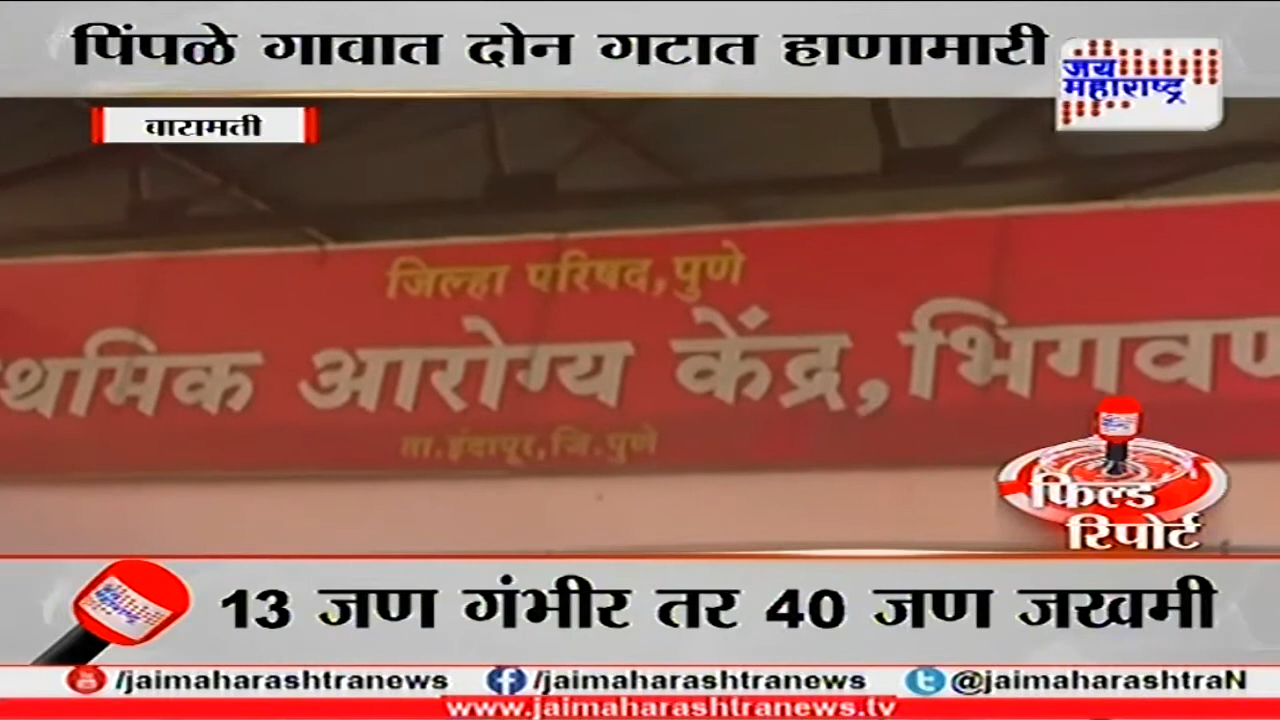 पिंपळे गावात दोन गटात हाणामारी
जय
महाराष्ट्र
बारामती
जिल्हा परिषद, पुणे
थमिक आरोग्य केंद्र, भिगवण
ता.इंदापूर, जि.पुणे
फिल्ड
रिपोर्ट
13 जण गंभीर तर 40 जण जखमी
/jaimaharashtranews
/jaimaharashtranews
@jaimaharashtraN
www.jaimaharashtranews.tv